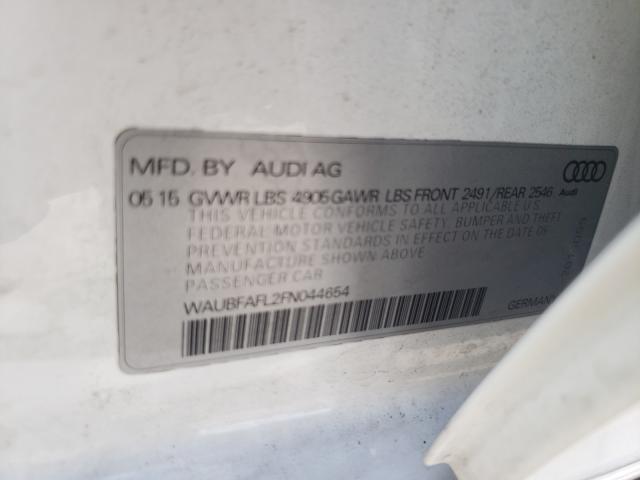 MFD. BY AUDI AG
05 15 GVWR LBS 4905 GAWR LBS FRONT 2491/REAR 2546
Audi
THIS VEHICLE CONFORMS TO ALL APPLICABLE U.S.
FEDERAL MOTOR VEHICLE SAFETY, BUMPER AND THEFT
PREVENTION STANDARDS IN EFFECT ON THE DATE OF
MANUFACTURE SHOWN ABOVE
PASSENGER CAR
WAUBFAFL2FN044654
GERMANY